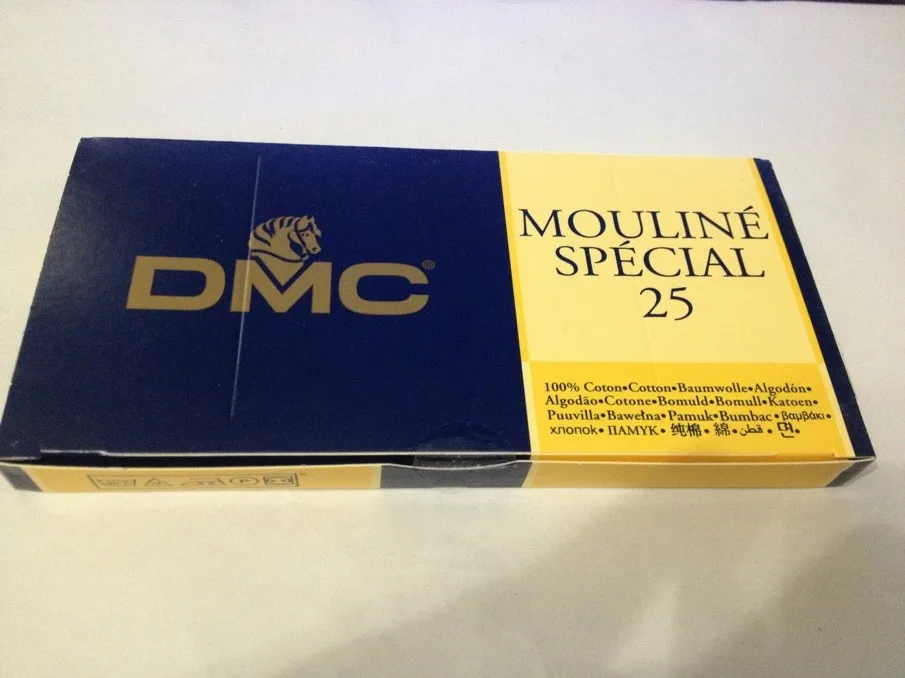 DMC®
MOULINÉ
SPÉCIAL
25
100% Coton•Cotton•Baumwolle•Algodón•
Algodão•Cotone•Bomuld•Bomull•Katoen•
Puuvilla•Bawełna•Pamuk•Bumbac•βαμβάκι•
хлопок•ПАМУК•纯棉•綿•قطن•면•